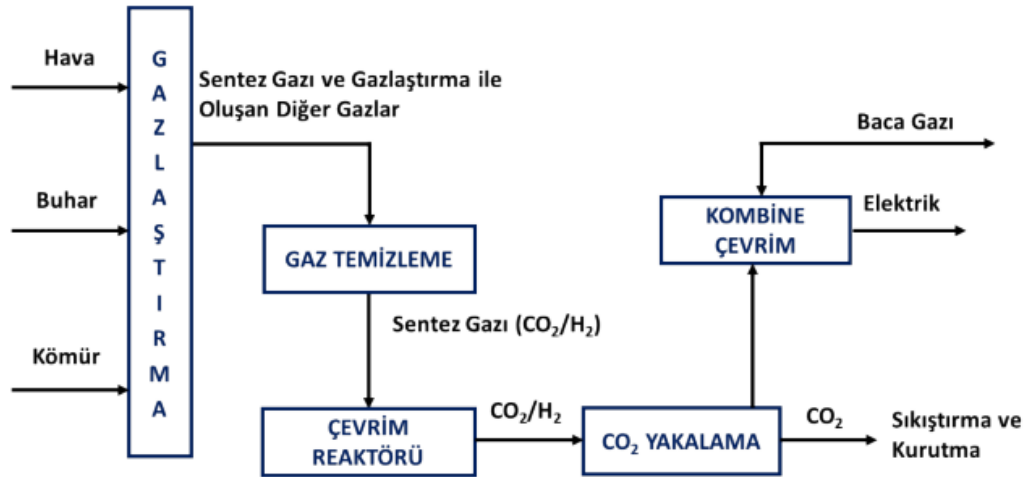 Hava
Buhar
Kömür
GAZLAŞTIRMA
Sentez Gazı ve Gazlaştırma ile
Oluşan Diğer Gazlar
GAZ TEMİZLEME
Sentez Gazı (CO₂/H₂)
ÇEVRİM
REAKTÖRÜ
CO₂/H₂
CO₂ YAKALAMA
CO₂
Sıkıştırma ve
Kurutma
KOMBİNE
ÇEVRİM
Baca Gazı
Elektrik